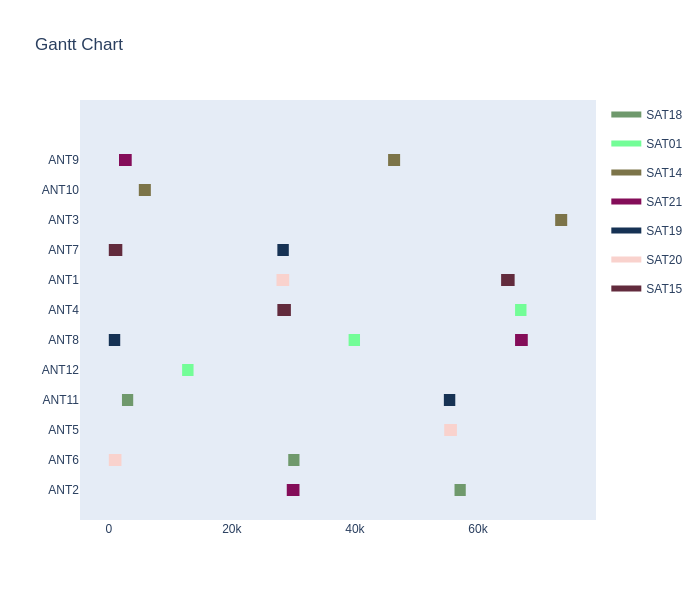 Gantt Chart
SAT18
SAT01
SAT14
SAT21
SAT19
SAT20
SAT15
ANT9
ANT10
ANT3
ANT7
ANT1
ANT4
ANT8
ANT12
ANT11
ANT5
ANT6
ANT2
0 20k 40k 60k